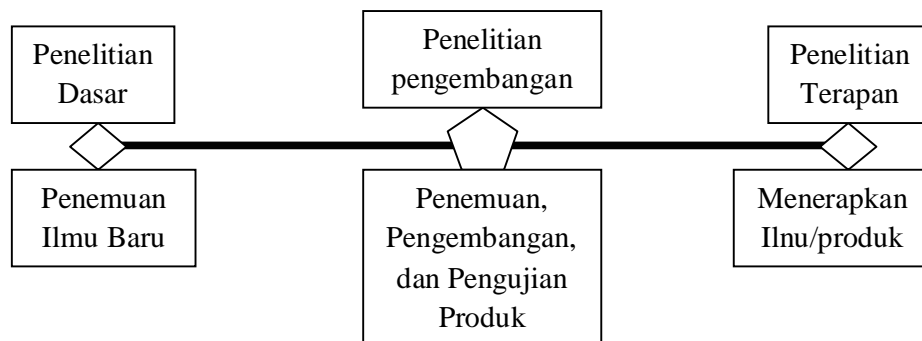 Penelitian
Dasar
Penelitian
pengembangan
Penelitian
Terapan
Penemuan
Ilmu Baru
Penemuan,
Pengembangan,
dan Pengujian
Produk
Menerapkan
Ilnu/produk